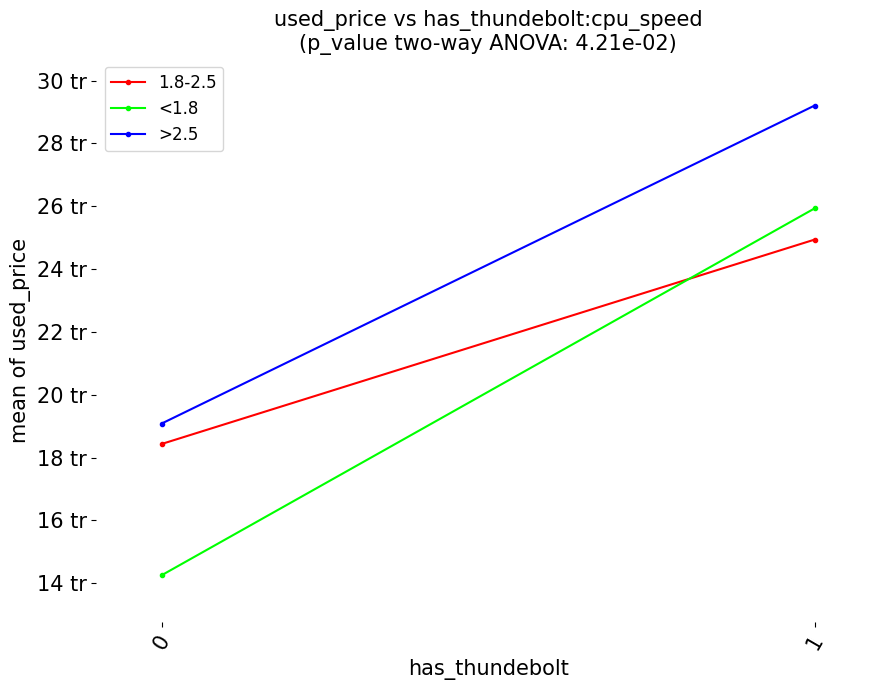 used_price vs has_thundebolt:cpu_speed
(p_value two-way ANOVA: 4.21e-02)
1.8-2.5
<1.8
>2.5
30 tr
28 tr
26 tr
24 tr
22 tr
20 tr
18 tr
16 tr
14 tr
mean of used_price
0
1
has_thundebolt